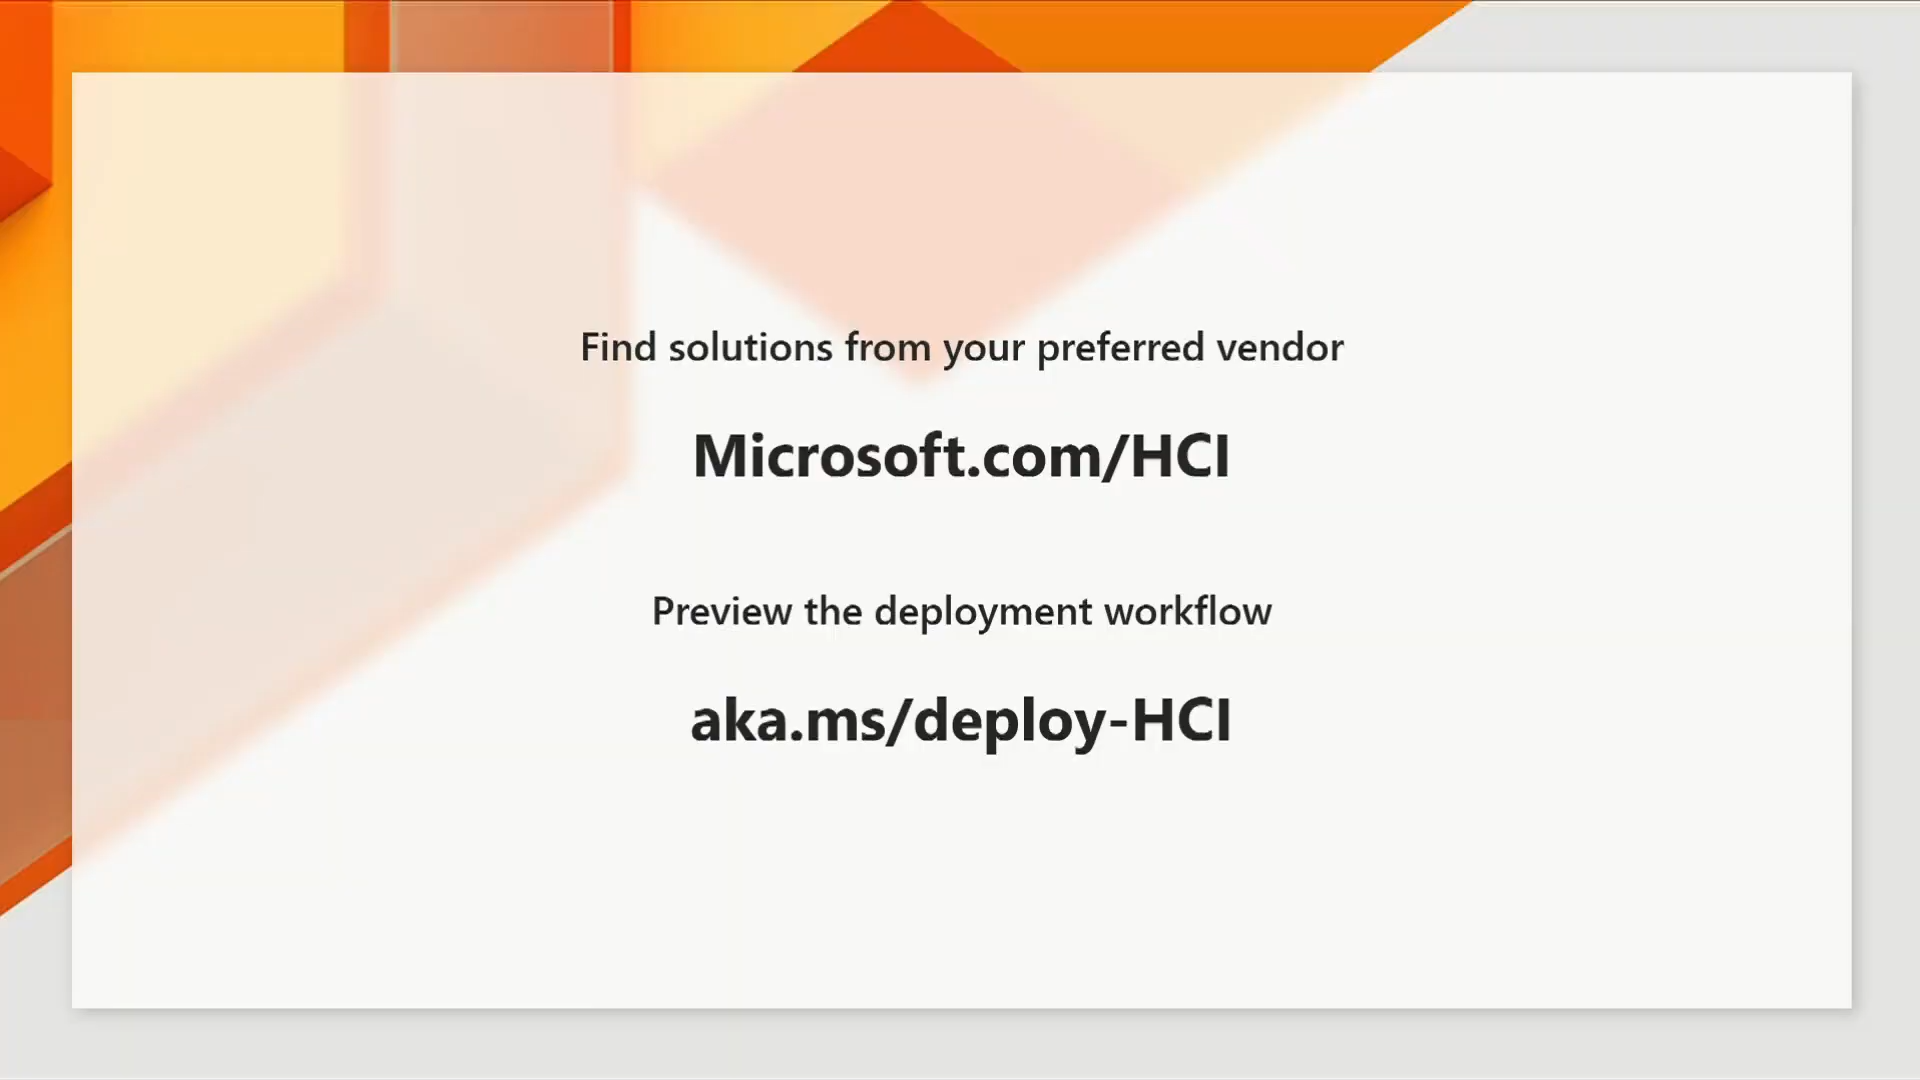 Find solutions from your preferred vendor
Microsoft.com/HCI
Preview the deployment workflow
aka.ms/deploy-HCI